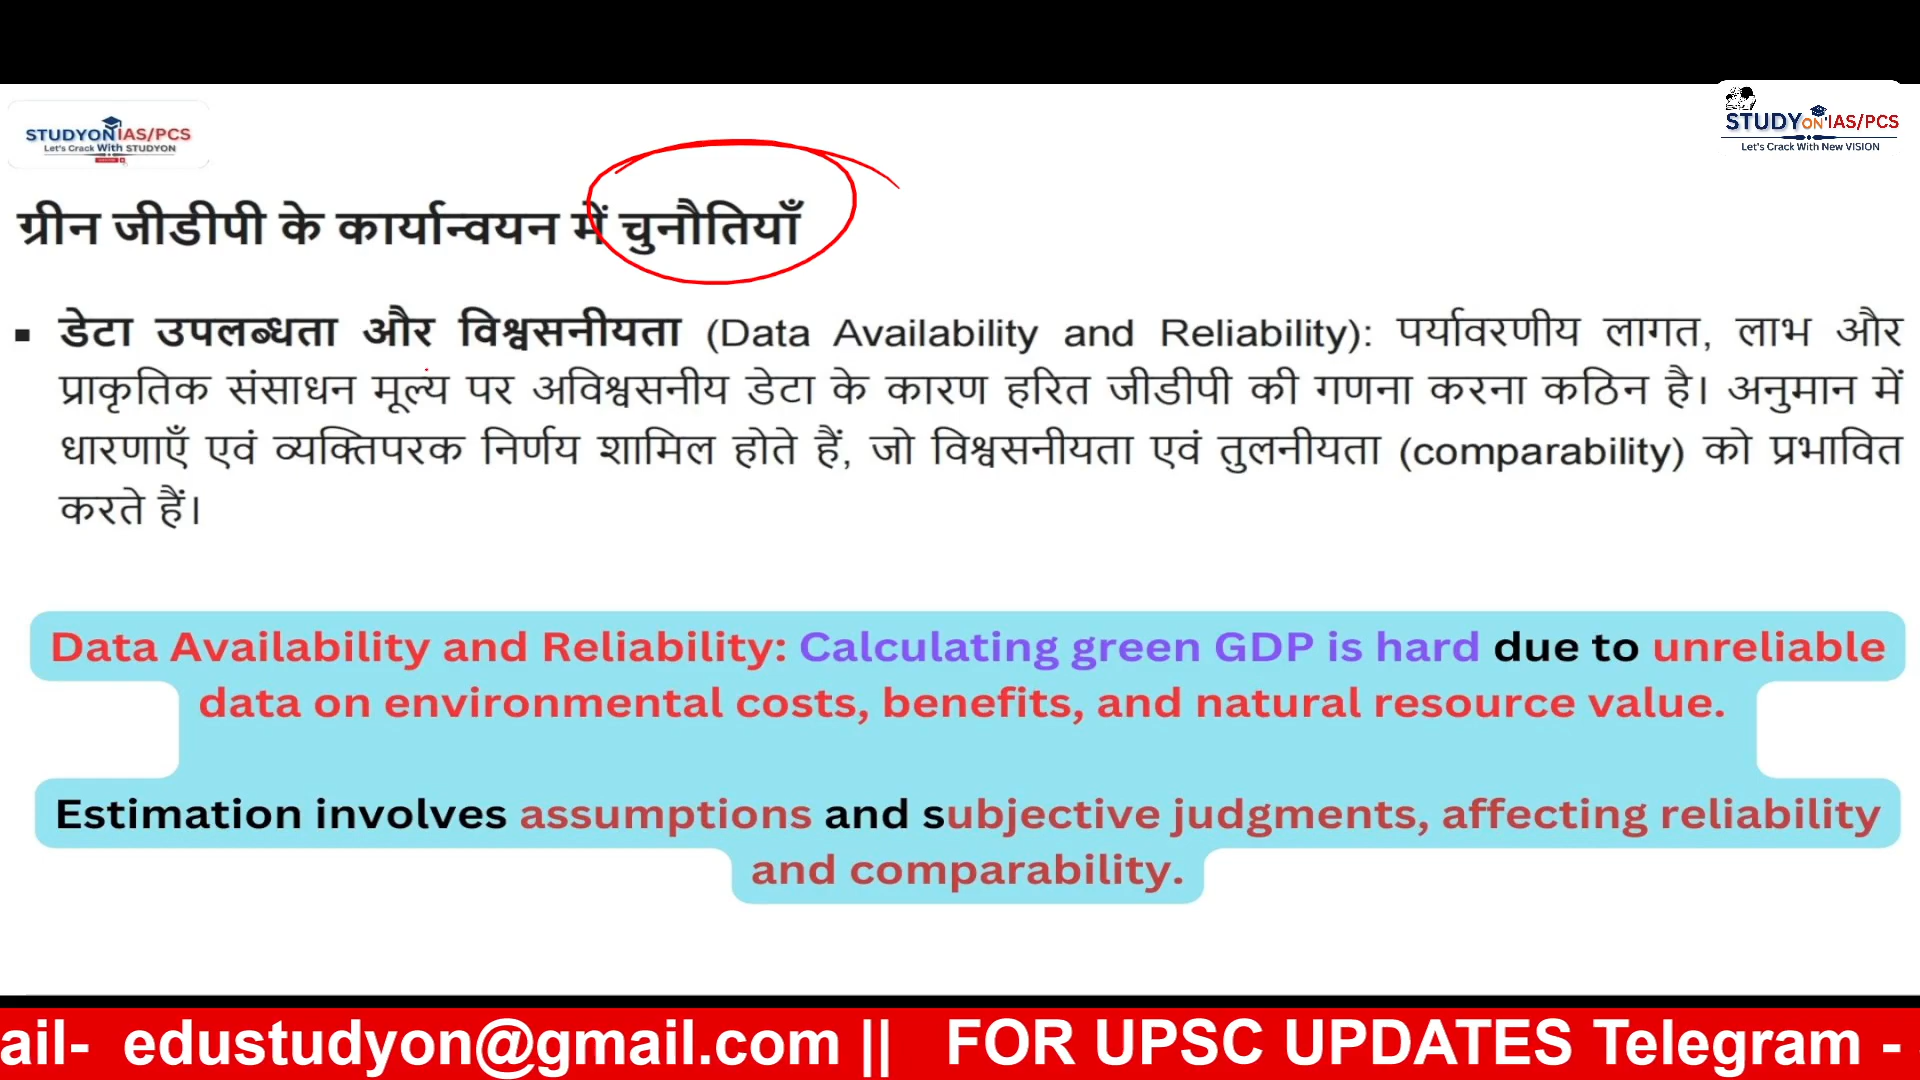 STUDYON IAS/PCS
Let's Crack With STUDYON
STUDYON IAS/PCS
Let's Crack With New VISION
ग्रीन जीडीपी के कार्यान्वयन में चुनौतियाँ
▪ डेटा उपलब्धता और विश्वसनीयता (Data Availability and Reliability): पर्यावरणीय लागत, लाभ और
प्राकृतिक संसाधन मूल्य पर अविश्वसनीय डेटा के कारण हरित जीडीपी की गणना करना कठिन है। अनुमान में
धारणाएँ एवं व्यक्तिपरक निर्णय शामिल होते हैं, जो विश्वसनीयता एवं तुलनीयता (comparability) को प्रभावित
करते हैं।
Data Availability and Reliability: Calculating green GDP is hard due to unreliable
data on environmental costs, benefits, and natural resource value.
Estimation involves assumptions and subjective judgments, affecting reliability
and comparability.
ail- edustudyon@gmail.com || FOR UPSC UPDATES Telegram -